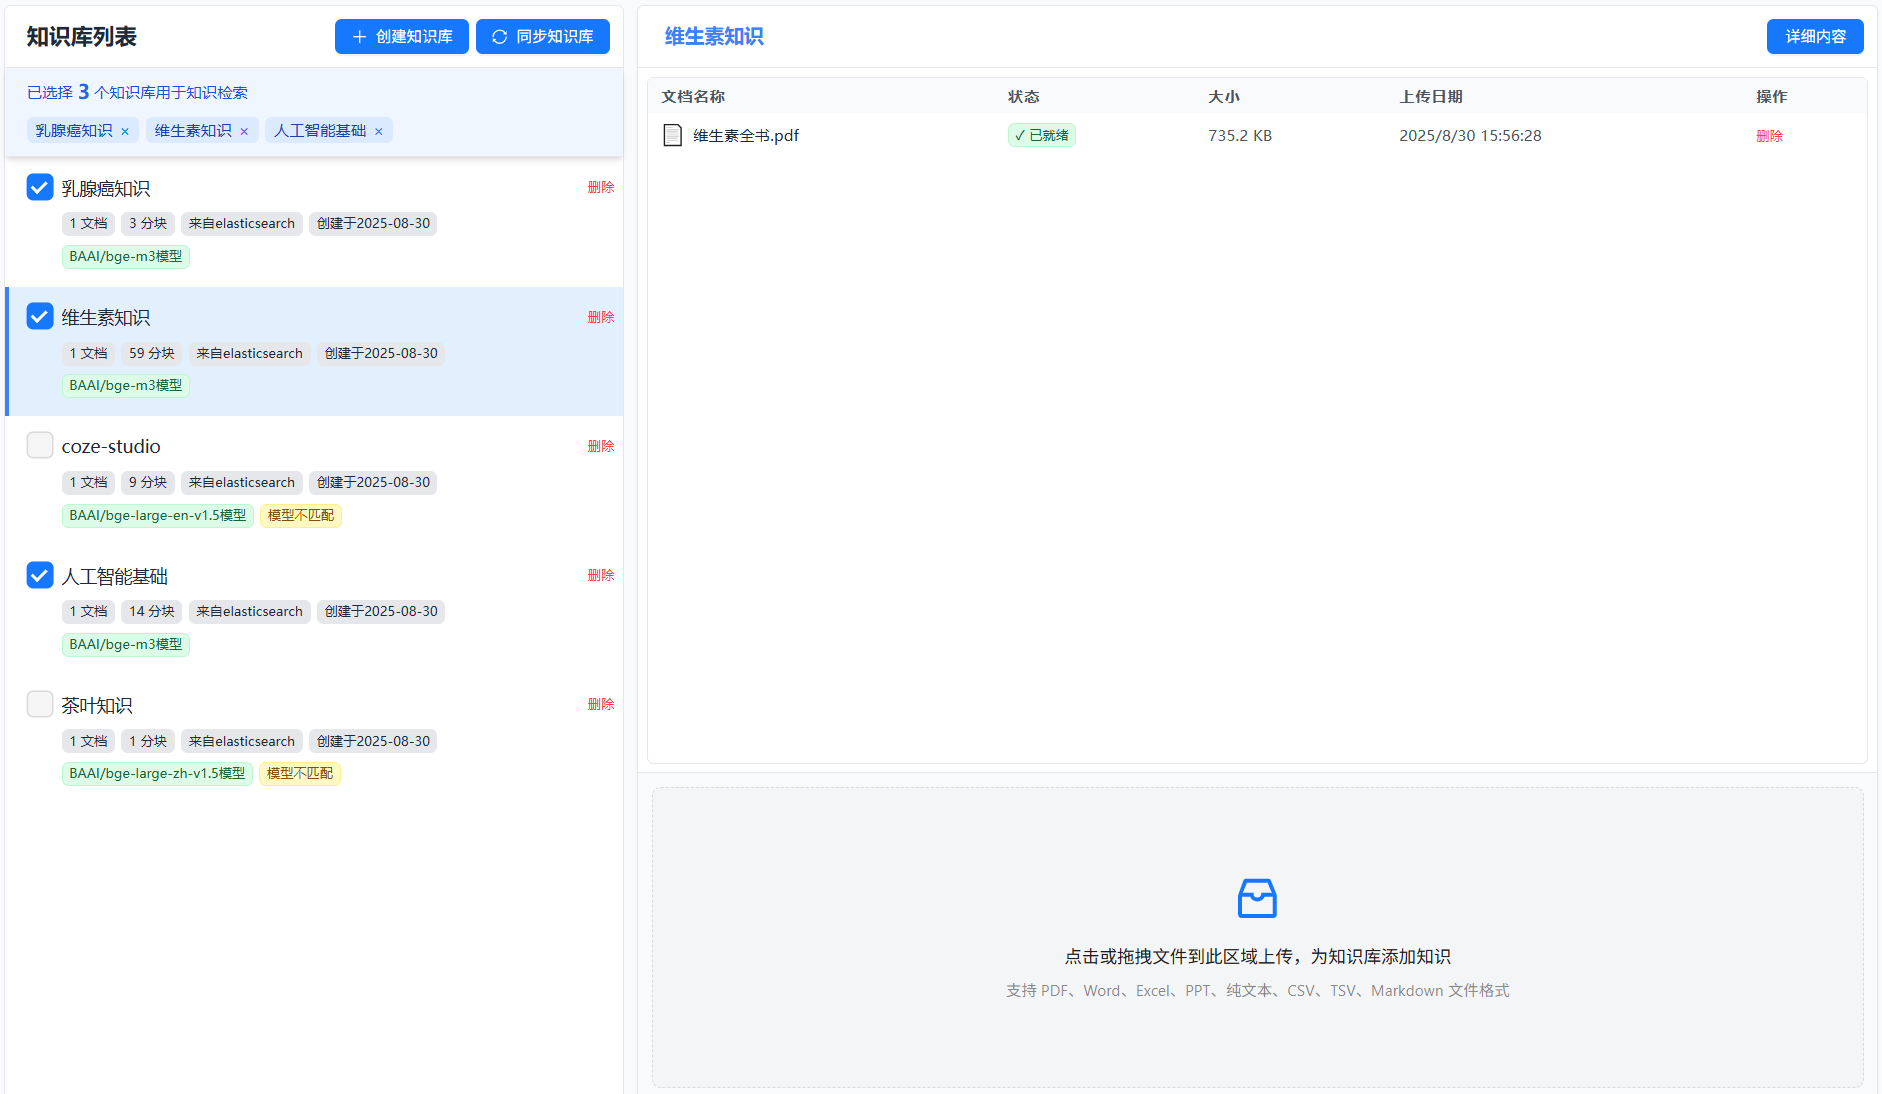 知识库列表
创建知识库
同步知识库
已选择 3 个知识库用于知识检索
乳腺癌知识 ×
维生素知识 ×
人工智能基础 ×
乳腺癌知识
删除
1 文档
3 分块
来自elasticsearch
创建于2025-08-30
BAAI/bge-m3模型
维生素知识
删除
1 文档
59 分块
来自elasticsearch
创建于2025-08-30
BAAI/bge-m3模型
coze-studio
删除
1 文档
9 分块
来自elasticsearch
创建于2025-08-30
BAAI/bge-large-en-v1.5模型
模型不匹配
人工智能基础
删除
1 文档
14 分块
来自elasticsearch
创建于2025-08-30
BAAI/bge-m3模型
茶叶知识
删除
1 文档
1 分块
来自elasticsearch
创建于2025-08-30
BAAI/bge-large-zh-v1.5模型
模型不匹配
维生素知识
详细内容
文档名称
状态
大小
上传日期
操作
维生素全书.pdf
✓ 已就绪
735.2 KB
2025/8/30 15:56:28
删除
点击或拖拽文件到此区域上传，为知识库添加知识
支持 PDF、Word、Excel、PPT、纯文本、CSV、TSV、Markdown 文件格式